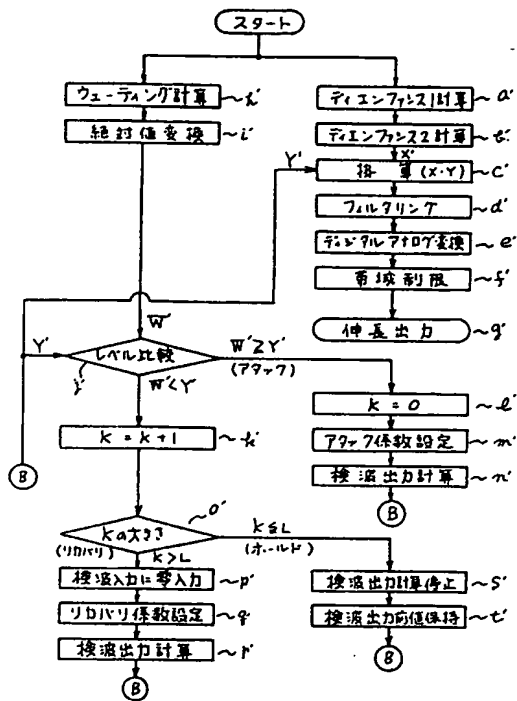 スタート
ウェーティング計算 ~h'
絶対値変換 ~i'
ディエンファシス1計算 ~a'
ディエンファシス2計算 ~b'
X'
Y'
掛算(X・Y) ~c'
フィルタリング ~d'
ディジタルアナログ変換 ~e'
帯域制限 ~f'
伸長出力 ~g'
W'
Y'
レベル比較
j'
W'≧Y'
(アタック)
W'<Y'
k=0 ~l'
アタック係数設定 ~m'
検波出力計算 ~n'
B
k=k+1 ~k'
B
kの大きさ
o'
k≦L
(ホールド)
(リカバリ)
k>L
検波入力に零入力 ~p'
リカバリ係数設定 ~q'
検波出力計算 ~r'
B
検波出力計算停止 ~s'
検波出力前値保持 ~t'
B